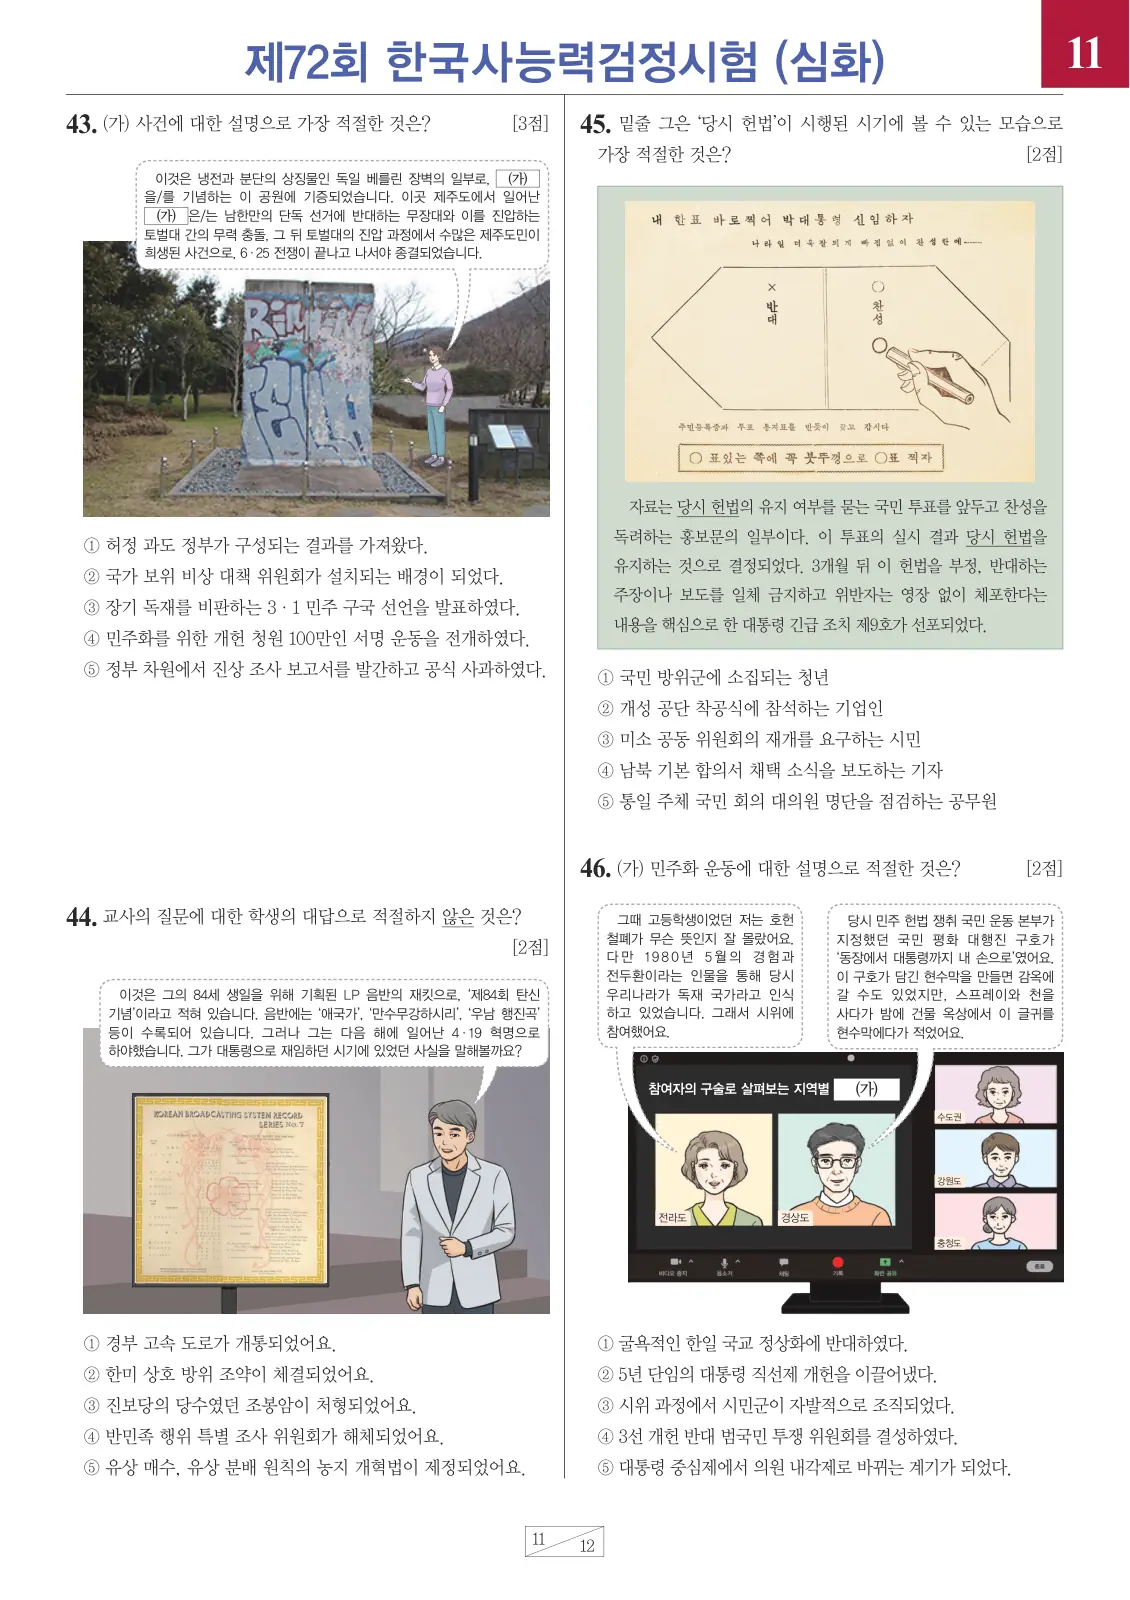 제72회 한국사능력검정시험 (심화)
11
43. (가) 사건에 대한 설명으로 가장 적절한 것은? [3점]
이것은 냉전과 분단의 상징물인 독일 베를린 장벽의 일부로, (가)
을/를 기념하는 이 공원에 기증되었습니다. 이곳 제주도에서 일어난
(가) 은/는 남한만의 단독 선거에 반대하는 무장대와 이를 진압하는
토벌대 간의 무력 충돌, 그 뒤 토벌대의 진압 과정에서 수많은 제주도민이
희생된 사건으로, 6·25 전쟁이 끝나고 나서야 종결되었습니다.
① 허정 과도 정부가 구성되는 결과를 가져왔다.
② 국가 보위 비상 대책 위원회가 설치되는 배경이 되었다.
③ 장기 독재를 비판하는 3·1 민주 구국 선언을 발표하였다.
④ 민주화를 위한 개헌 청원 100만인 서명 운동을 전개하였다.
⑤ 정부 차원에서 진상 조사 보고서를 발간하고 공식 사과하였다.
44. 교사의 질문에 대한 학생의 대답으로 적절하지 않은 것은?
[2점]
이것은 그의 84세 생일을 위해 기획된 LP 음반의 재킷으로, ‘제84회 탄신
기념’이라고 적혀 있습니다. 음반에는 ‘애국가’, ‘만수무강하시리’, ‘우남 행진곡’
등이 수록되어 있습니다. 그러나 그는 다음 해에 일어난 4·19 혁명으로
하야했습니다. 그가 대통령으로 재임하던 시기에 있었던 사실을 말해볼까요?
KOREAN BROADCASTING SYSTEM RECORD
SERIES No. 7
① 경부 고속 도로가 개통되었어요.
② 한미 상호 방위 조약이 체결되었어요.
③ 진보당의 당수였던 조봉암이 처형되었어요.
④ 반민족 행위 특별 조사 위원회가 해체되었어요.
⑤ 유상 매수, 유상 분배 원칙의 농지 개혁법이 제정되었어요.
45. 밑줄 그은 ‘당시 헌법’이 시행된 시기에 볼 수 있는 모습으로
가장 적절한 것은? [2점]
내 한표 바로찍어 박대통령 신임하자
나라일 더욱잘되게 빠짐없이 찬성한예
× 반대
○ 찬성
주민등록증과 투표 통지표를 반듯이 갖고 갑시다
○ 표있는 쪽에 꼭 붓뚜껑으로 ○표 찍자
자료는 당시 헌법의 유지 여부를 묻는 국민 투표를 앞두고 찬성을
독려하는 홍보문의 일부이다. 이 투표의 실시 결과 당시 헌법을
유지하는 것으로 결정되었다. 3개월 뒤 이 헌법을 부정, 반대하는
주장이나 보도를 일체 금지하고 위반자는 영장 없이 체포한다는
내용을 핵심으로 한 대통령 긴급 조치 제9호가 선포되었다.
① 국민 방위군에 소집되는 청년
② 개성 공단 착공식에 참석하는 기업인
③ 미소 공동 위원회의 재개를 요구하는 시민
④ 남북 기본 합의서 채택 소식을 보도하는 기자
⑤ 통일 주체 국민 회의 대의원 명단을 점검하는 공무원
46. (가) 민주화 운동에 대한 설명으로 적절한 것은? [2점]
그때 고등학생이었던 저는 호헌
철폐가 무슨 뜻인지 잘 몰랐어요.
다만 1980년 5월의 경험과
전두환이라는 인물을 통해 당시
우리나라가 독재 국가라고 인식
하고 있었습니다. 그래서 시위에
참여했어요.
당시 민주 헌법 쟁취 국민 운동 본부가
지정했던 국민 평화 대행진 구호가
‘동장에서 대통령까지 내 손으로’였어요.
이 구호가 담긴 현수막을 만들면 감옥에
갈 수도 있었지만, 스프레이와 천을
사다가 밤에 건물 옥상에서 이 글귀를
현수막에다가 적었어요.
참여자의 구술로 살펴보는 지역별 (가)
전라도
경상도
수도권
강원도
충청도
비디오 중지
음소거
채팅
기록
화면 공유
종료
① 굴욕적인 한일 국교 정상화에 반대하였다.
② 5년 단임의 대통령 직선제 개헌을 이끌어냈다.
③ 시위 과정에서 시민군이 자발적으로 조직되었다.
④ 3선 개헌 반대 범국민 투쟁 위원회를 결성하였다.
⑤ 대통령 중심제에서 의원 내각제로 바뀌는 계기가 되었다.
11
12